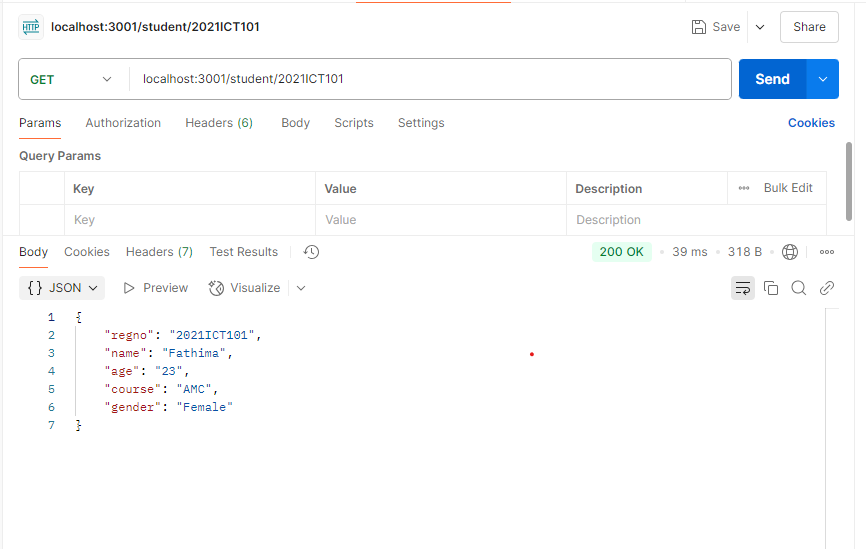 HTTP localhost:3001/student/2021ICT101 Save Share
GET localhost:3001/student/2021ICT101 Send
Params Authorization Headers (6) Body Scripts Settings Cookies
Query Params
Key Value Description Bulk Edit
Key Value Description
Body Cookies Headers (7) Test Results 200 OK 39 ms 318 B
{} JSON Preview Visualize
1 {
2 "regno": "2021ICT101",
3 "name": "Fathima",
4 "age": "23",
5 "course": "AMC",
6 "gender": "Female"
7 }